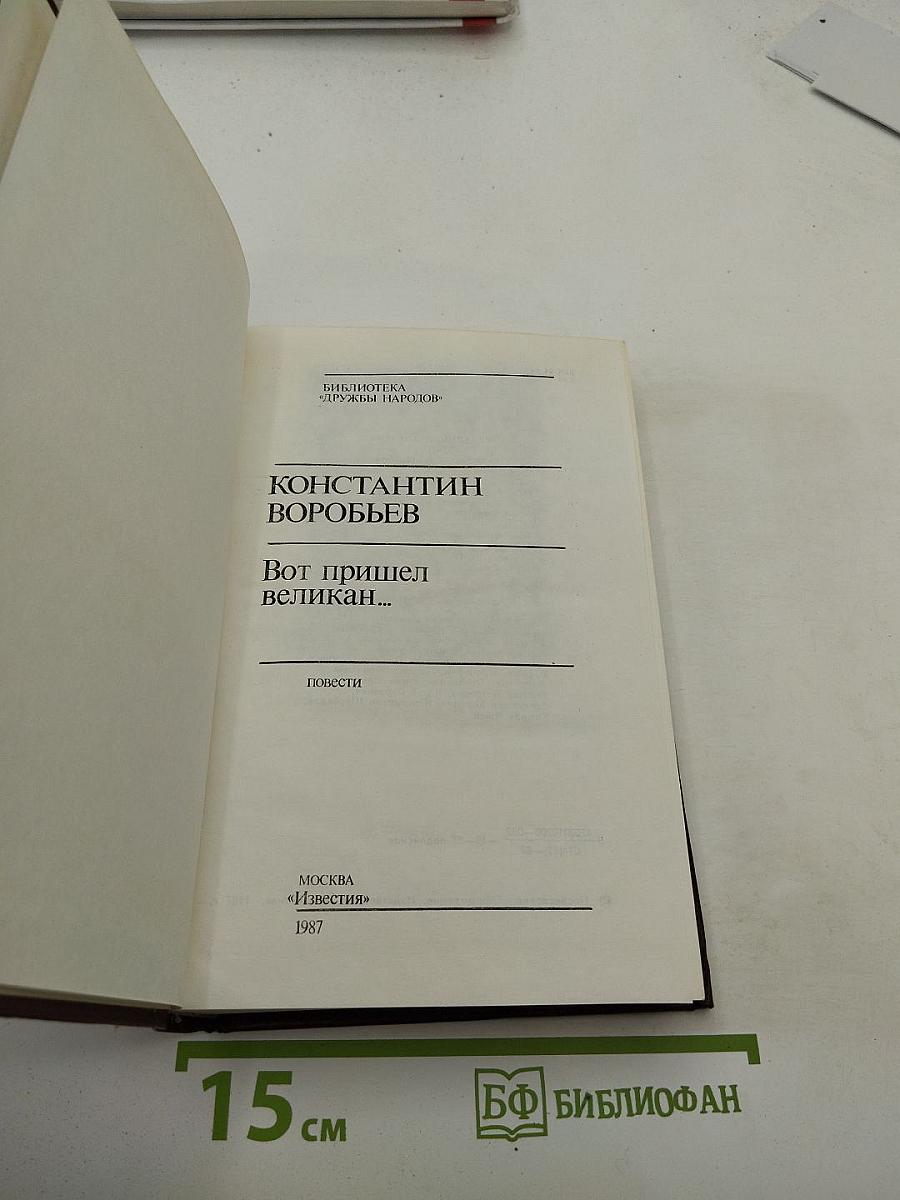 БИБЛИОТЕКА
«ДРУЖБЫ НАРОДОВ»
КОНСТАНТИН
ВОРОБЬЕВ
Вот пришел
великан...
повести
МОСКВА
«Известия»
1987
15 см
БФ БИБЛИОФАН